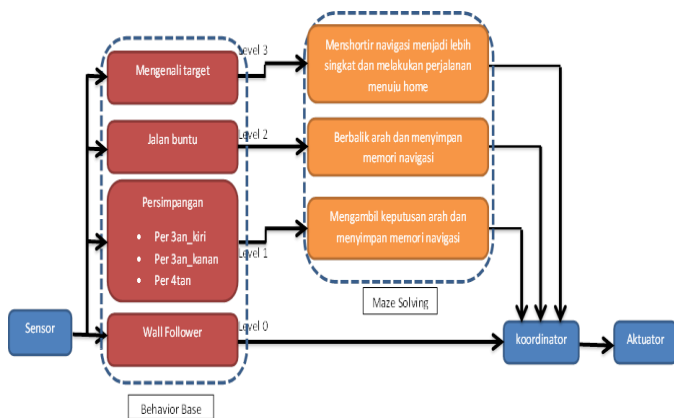 Level 3
Mengenali target
Menshortir navigasi menjadi lebih
singkat dan melakukan perjalanan
menuju home
Jalan buntu
Level 2
Berbalik arah dan menyimpan
memori navigasi
Persimpangan
• Per 3an_kiri
• Per 3an_kanan
• Per 4tan
Level 1
Mengambil keputusan arah dan
menyimpan memori navigasi
Maze Solving
Sensor
Wall Follower
Level 0
koordinator
Aktuator
Behavior Base